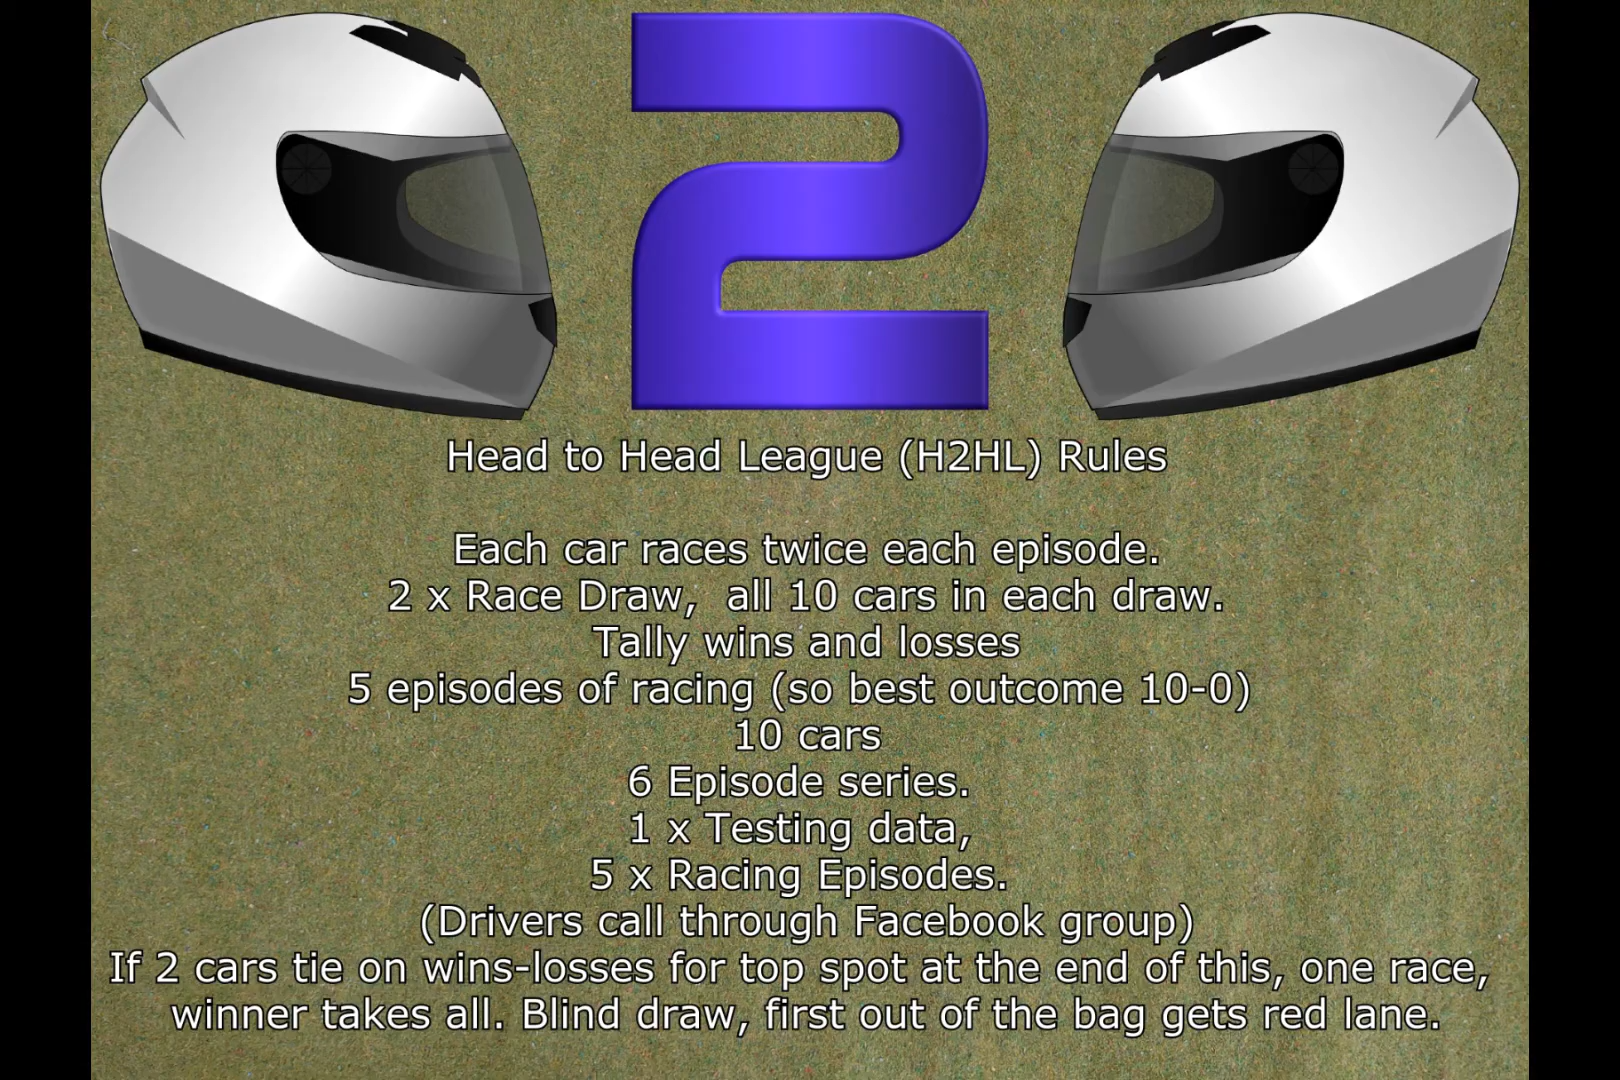 2
Head to Head League (H2HL) Rules
Each car races twice each episode.
2 x Race Draw,  all 10 cars in each draw.
Tally wins and losses
5 episodes of racing (so best outcome 10-0)
10 cars
6 Episode series.
1 x Testing data,
5 x Racing Episodes.
(Drivers call through Facebook group)
If 2 cars tie on wins-losses for top spot at the end of this, one race,
winner takes all. Blind draw, first out of the bag gets red lane.